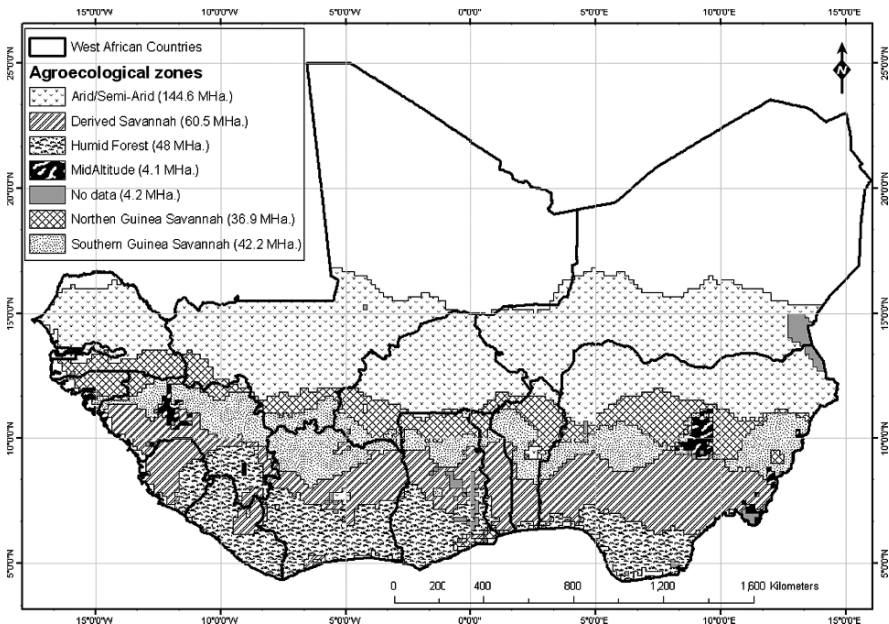 15°0'0"W 10°0'0"W 5°0'0"W 0°0'0" 5°0'0"E 10°0'0"E 15°0'0"E
West African Countries
Agroecological zones
Arid/Semi-Arid (144.6 MHa.)
Derived Savannah (60.5 MHa.)
Humid Forest (48 MHa.)
MidAltitude (4.1 MHa.)
No data (4.2 MHa.)
Northen Guinea Savannah (36.9 MHa.)
Southern Guinea Savannah (42.2 MHa.)
N
25°0'0"N 25°0'0"N
20°0'0"N 20°0'0"N
15°0'0"N 15°0'0"N
10°0'0"N 10°0'0"N
5°0'0"N 5°0'0"N
0 200 400 800 1,200 1,600 Kilometers
15°0'0"W 10°0'0"W 5°0'0"W 0°0'0" 5°0'0"E 10°0'0"E 15°0'0"E